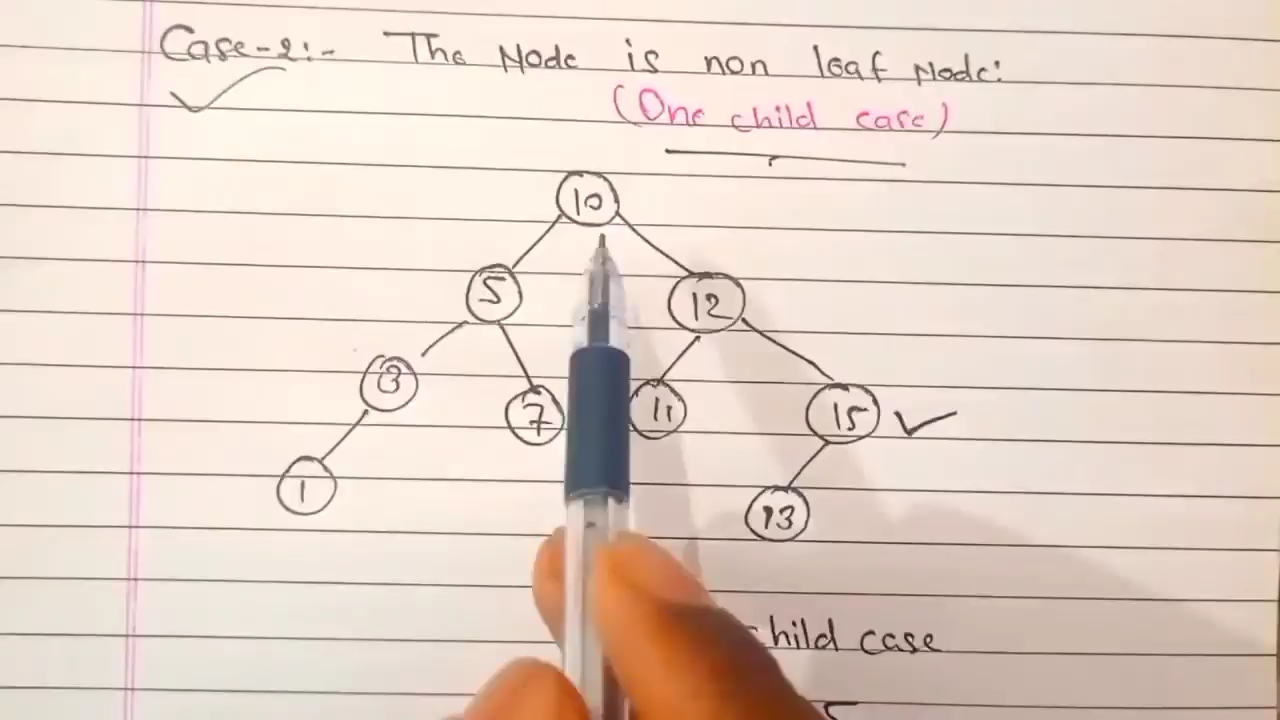 Case-2:- The Node is non leaf Node:
(One child case)
10
5 12
3 7 11 15
1 13
child case